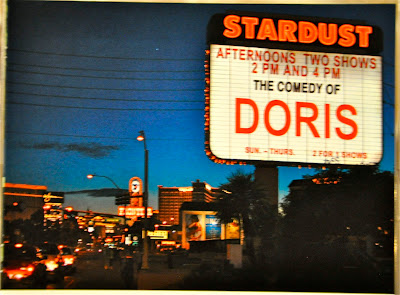 STARDUST
AFTERNOONS TWO SHOWS
2 PM AND 4 PM
THE COMEDY OF
DORIS
SUN. - THURS. 2 FOR 1 SHOWS